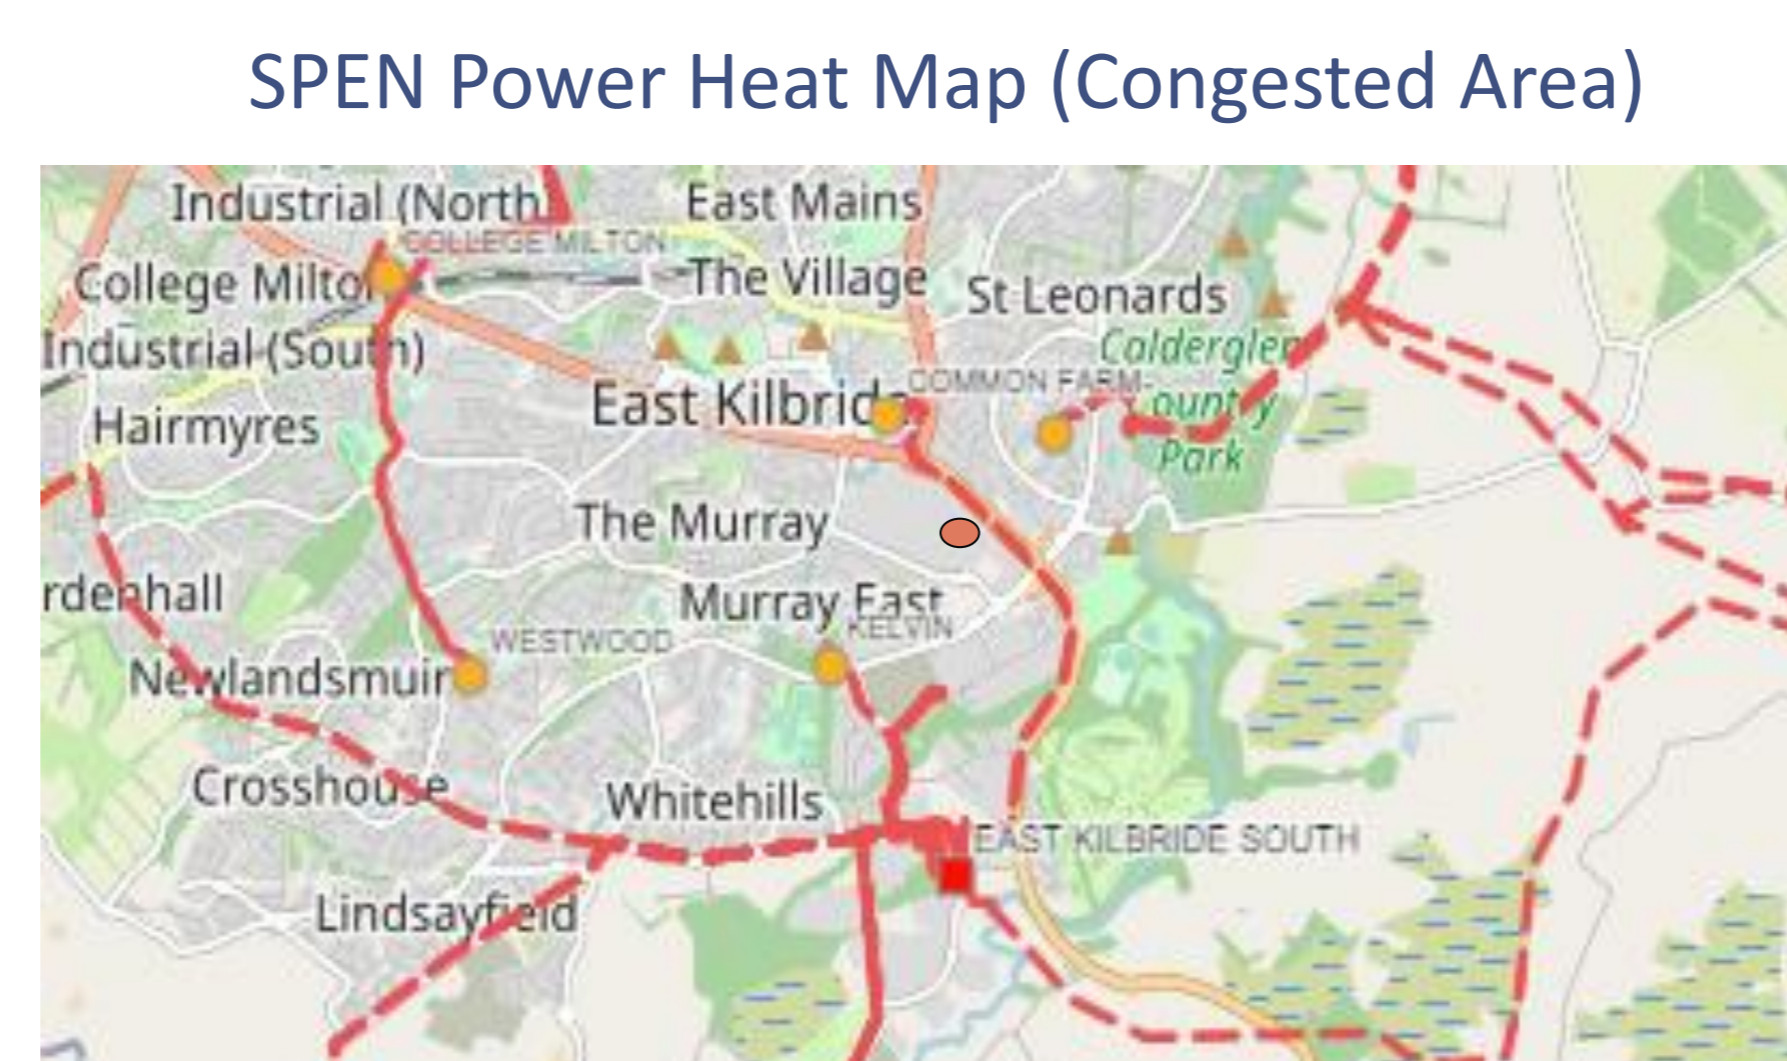 SPEN Power Heat Map (Congested Area)
Industrial (North)
East Mains
COLLEGE MILTON
College Milton
The Village
St Leonards
Industrial (South)
Calderglen
COMMON FARM
East Kilbride
Country
Hairmyres
Park
The Murray
rdenhall
Murray East
KELVIN
WESTWOOD
Newlandsmuir
Crosshouse
Whitehills
EAST KILBRIDE SOUTH
Lindsayfield